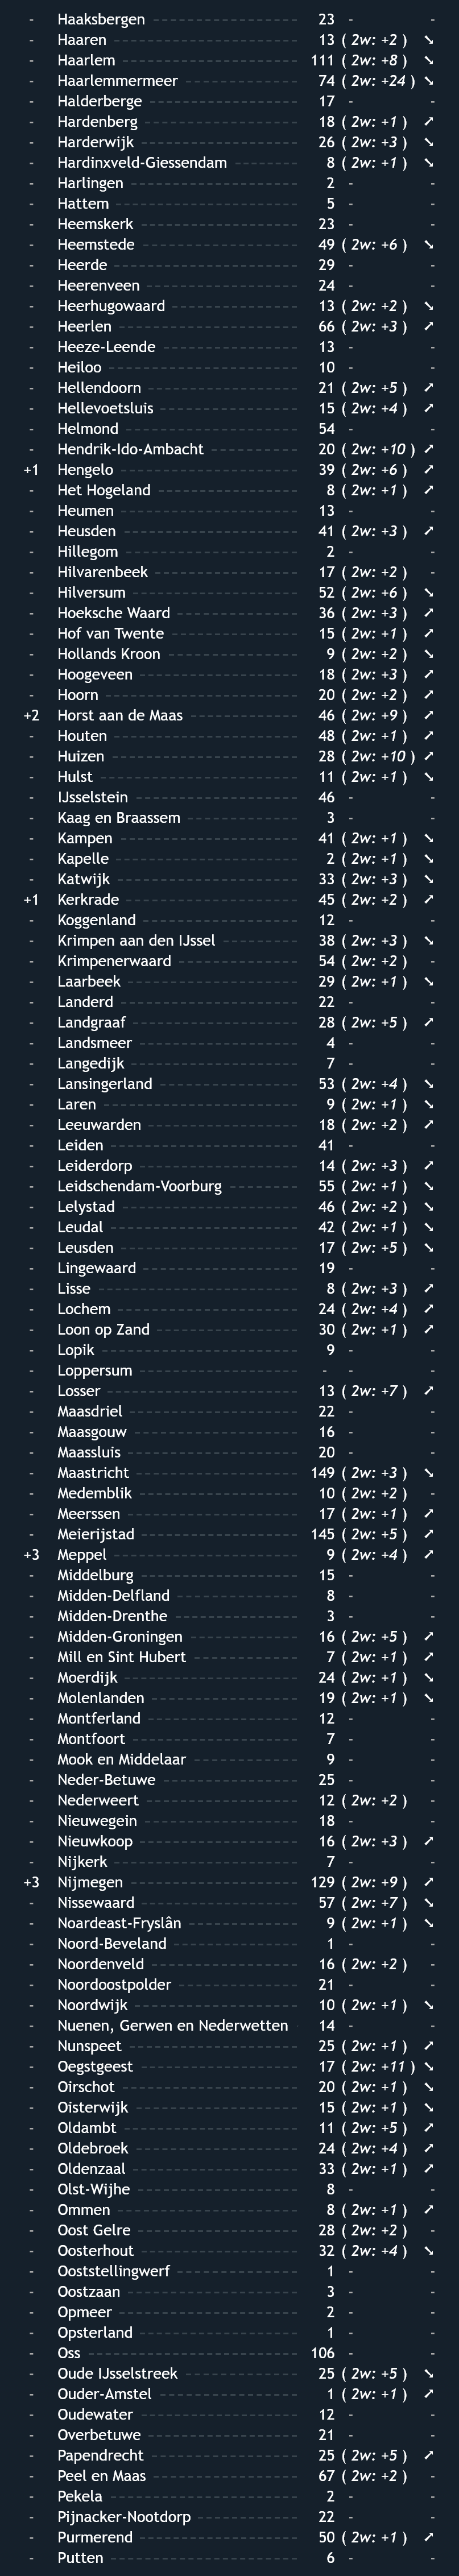 - Haaksbergen 23 - -
- Haaren 13 ( 2w: +2 ) ➘
- Haarlem 111 ( 2w: +8 ) ➘
- Haarlemmermeer 74 ( 2w: +24 ) ➘
- Halderberge 17 - -
- Hardenberg 18 ( 2w: +1 ) ➚
- Harderwijk 26 ( 2w: +3 ) ➘
- Hardinxveld-Giessendam 8 ( 2w: +1 ) ➘
- Harlingen 2 - -
- Hattem 5 - -
- Heemskerk 23 - -
- Heemstede 49 ( 2w: +6 ) ➘
- Heerde 29 - -
- Heerenveen 24 - -
- Heerhugowaard 13 ( 2w: +2 ) ➘
- Heerlen 66 ( 2w: +3 ) ➚
- Heeze-Leende 13 - -
- Heiloo 10 - -
- Hellendoorn 21 ( 2w: +5 ) ➚
- Hellevoetsluis 15 ( 2w: +4 ) ➚
- Helmond 54 - -
- Hendrik-Ido-Ambacht 20 ( 2w: +10 ) ➚
+1 Hengelo 39 ( 2w: +6 ) ➚
- Het Hogeland 8 ( 2w: +1 ) ➚
- Heumen 13 - -
- Heusden 41 ( 2w: +3 ) ➚
- Hillegom 2 - -
- Hilvarenbeek 17 ( 2w: +2 ) -
- Hilversum 52 ( 2w: +6 ) ➘
- Hoeksche Waard 36 ( 2w: +3 ) ➚
- Hof van Twente 15 ( 2w: +1 ) ➚
- Hollands Kroon 9 ( 2w: +2 ) ➘
- Hoogeveen 18 ( 2w: +3 ) ➚
- Hoorn 20 ( 2w: +2 ) ➚
+2 Horst aan de Maas 46 ( 2w: +9 ) ➚
- Houten 48 ( 2w: +1 ) ➚
- Huizen 28 ( 2w: +10 ) ➚
- Hulst 11 ( 2w: +1 ) ➘
- IJsselstein 46 - -
- Kaag en Braassem 3 - -
- Kampen 41 ( 2w: +1 ) ➘
- Kapelle 2 ( 2w: +1 ) ➘
- Katwijk 33 ( 2w: +3 ) ➘
+1 Kerkrade 45 ( 2w: +2 ) ➚
- Koggenland 12 - -
- Krimpen aan den IJssel 38 ( 2w: +3 ) ➘
- Krimpenerwaard 54 ( 2w: +2 ) -
- Laarbeek 29 ( 2w: +1 ) ➘
- Landerd 22 - -
- Landgraaf 28 ( 2w: +5 ) ➚
- Landsmeer 4 - -
- Langedijk 7 - -
- Lansingerland 53 ( 2w: +4 ) ➘
- Laren 9 ( 2w: +1 ) ➘
- Leeuwarden 18 ( 2w: +2 ) ➚
- Leiden 41 - -
- Leiderdorp 14 ( 2w: +3 ) ➚
- Leidschendam-Voorburg 55 ( 2w: +1 ) ➘
- Lelystad 46 ( 2w: +2 ) ➘
- Leudal 42 ( 2w: +1 ) ➘
- Leusden 17 ( 2w: +5 ) ➘
- Lingewaard 19 - -
- Lisse 8 ( 2w: +3 ) ➚
- Lochem 24 ( 2w: +4 ) ➚
- Loon op Zand 30 ( 2w: +1 ) ➚
- Lopik 9 - -
- Loppersum - - -
- Losser 13 ( 2w: +7 ) ➚
- Maasdriel 22 - -
- Maasgouw 16 - -
- Maassluis 20 - -
- Maastricht 149 ( 2w: +3 ) ➘
- Medemblik 10 ( 2w: +2 ) -
- Meerssen 17 ( 2w: +1 ) ➚
- Meierijstad 145 ( 2w: +5 ) ➚
+3 Meppel 9 ( 2w: +4 ) ➚
- Middelburg 15 - -
- Midden-Delfland 8 - -
- Midden-Drenthe 3 - -
- Midden-Groningen 16 ( 2w: +5 ) ➚
- Mill en Sint Hubert 7 ( 2w: +1 ) ➚
- Moerdijk 24 ( 2w: +1 ) ➘
- Molenlanden 19 ( 2w: +1 ) ➘
- Montferland 12 - -
- Montfoort 7 - -
- Mook en Middelaar 9 - -
- Neder-Betuwe 25 - -
- Nederweert 12 ( 2w: +2 ) -
- Nieuwegein 18 - -
- Nieuwkoop 16 ( 2w: +3 ) ➚
- Nijkerk 7 - -
+3 Nijmegen 129 ( 2w: +9 ) ➚
- Nissewaard 57 ( 2w: +7 ) ➘
- Noardeast-Fryslân 9 ( 2w: +1 ) ➘
- Noord-Beveland 1 - -
- Noordenveld 16 ( 2w: +2 ) -
- Noordoostpolder 21 - -
- Noordwijk 10 ( 2w: +1 ) ➘
- Nuenen, Gerwen en Nederwetten 14 - -
- Nunspeet 25 ( 2w: +1 ) ➚
- Oegstgeest 17 ( 2w: +11 ) ➘
- Oirschot 20 ( 2w: +1 ) ➘
- Oisterwijk 15 ( 2w: +1 ) ➘
- Oldambt 11 ( 2w: +5 ) ➚
- Oldebroek 24 ( 2w: +4 ) ➚
- Oldenzaal 33 ( 2w: +1 ) ➚
- Olst-Wijhe 8 - -
- Ommen 8 ( 2w: +1 ) ➚
- Oost Gelre 28 ( 2w: +2 ) -
- Oosterhout 32 ( 2w: +4 ) ➘
- Ooststellingwerf 1 - -
- Oostzaan 3 - -
- Opmeer 2 - -
- Opsterland 1 - -
- Oss 106 - -
- Oude IJsselstreek 25 ( 2w: +5 ) ➘
- Ouder-Amstel 1 ( 2w: +1 ) ➚
- Oudewater 12 - -
- Overbetuwe 21 - -
- Papendrecht 25 ( 2w: +5 ) ➚
- Peel en Maas 67 ( 2w: +2 ) -
- Pekela 2 - -
- Pijnacker-Nootdorp 22 - -
- Purmerend 50 ( 2w: +1 ) ➚
- Putten 6 - -